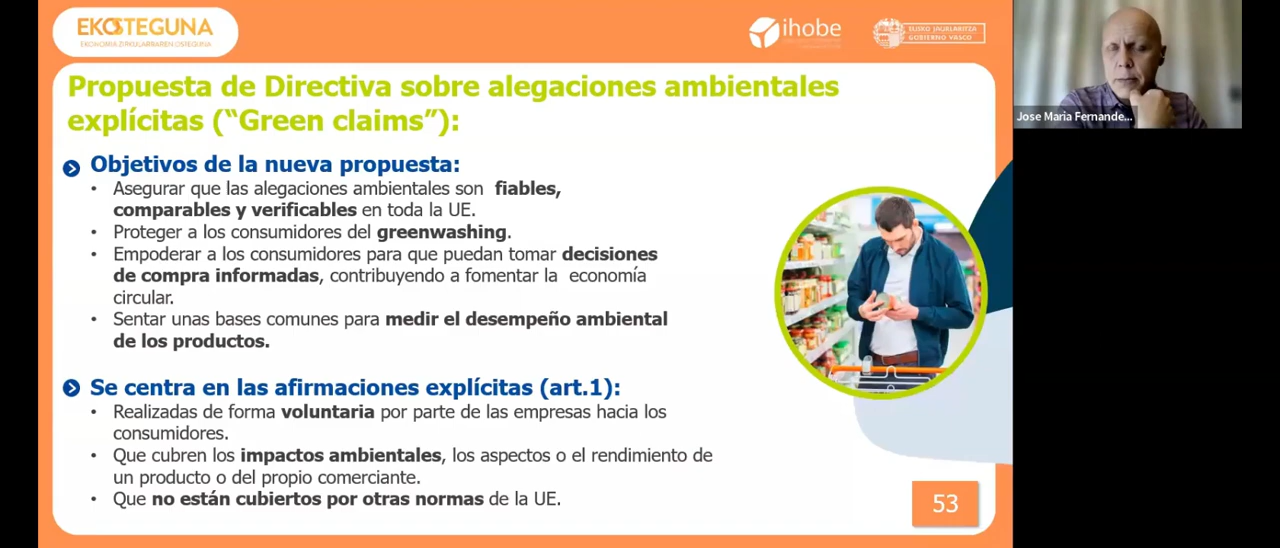 EKOSTEGUNA
EKONOMIA ZIRKULARRAREN OSTEGUNA
ihobe
EUSKO JAURLARITZA
GOBIERNO VASCO
Propuesta de Directiva sobre alegaciones ambientales
explícitas (“Green claims”):
Objetivos de la nueva propuesta:
• Asegurar que las alegaciones ambientales son fiables,
comparables y verificables en toda la UE.
• Proteger a los consumidores del greenwashing.
• Empoderar a los consumidores para que puedan tomar decisiones
de compra informadas, contribuyendo a fomentar la economía
circular.
• Sentar unas bases comunes para medir el desempeño ambiental
de los productos.
Se centra en las afirmaciones explícitas (art.1):
• Realizadas de forma voluntaria por parte de las empresas hacia los
consumidores.
• Que cubren los impactos ambientales, los aspectos o el rendimiento de
un producto o del propio comerciante.
• Que no están cubiertos por otras normas de la UE.
53
Jose Maria Fernande...